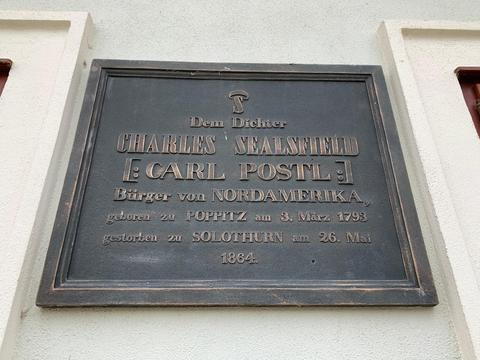 Dem Dichter
CHARLES SEALSFIELD
[: CARL POSTL :]
Bürger von NORDAMERIKA,
geboren zu POPPITZ am 3. März 1793
gestorben zu SOLOTHURN am 26. Mai
1864.